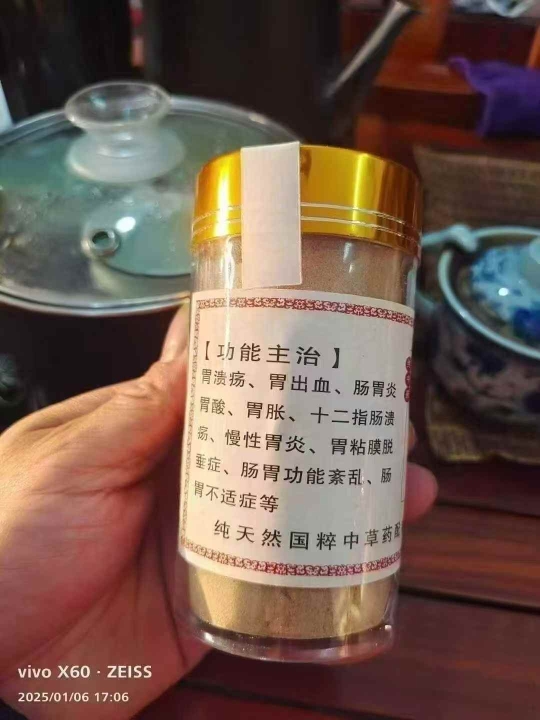 【功能主治】
胃溃疡、胃出血、肠胃炎
胃酸、胃胀、十二指肠溃
疡、慢性胃炎、胃粘膜脱
垂症、肠胃功能紊乱、肠
胃不适症等
纯天然国粹中草药配
vivo X60 · ZEISS
2025/01/06 17:06